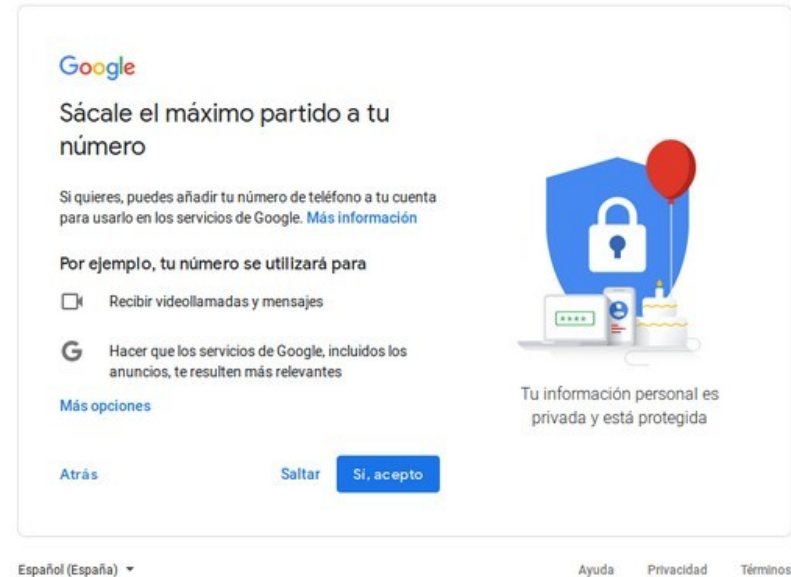 Google
Sácale el máximo partido a tu
número
Si quieres, puedes añadir tu número de teléfono a tu cuenta
para usarlo en los servicios de Google. Más información
Por ejemplo, tu número se utilizará para
Recibir videollamadas y mensajes
G
Hacer que los servicios de Google, incluidos los
anuncios, te resulten más relevantes
Más opciones
Atrás
Saltar
Sí, acepto
****
Tu información personal es
privada y está protegida
Español (España)
Ayuda
Privacidad
Términos